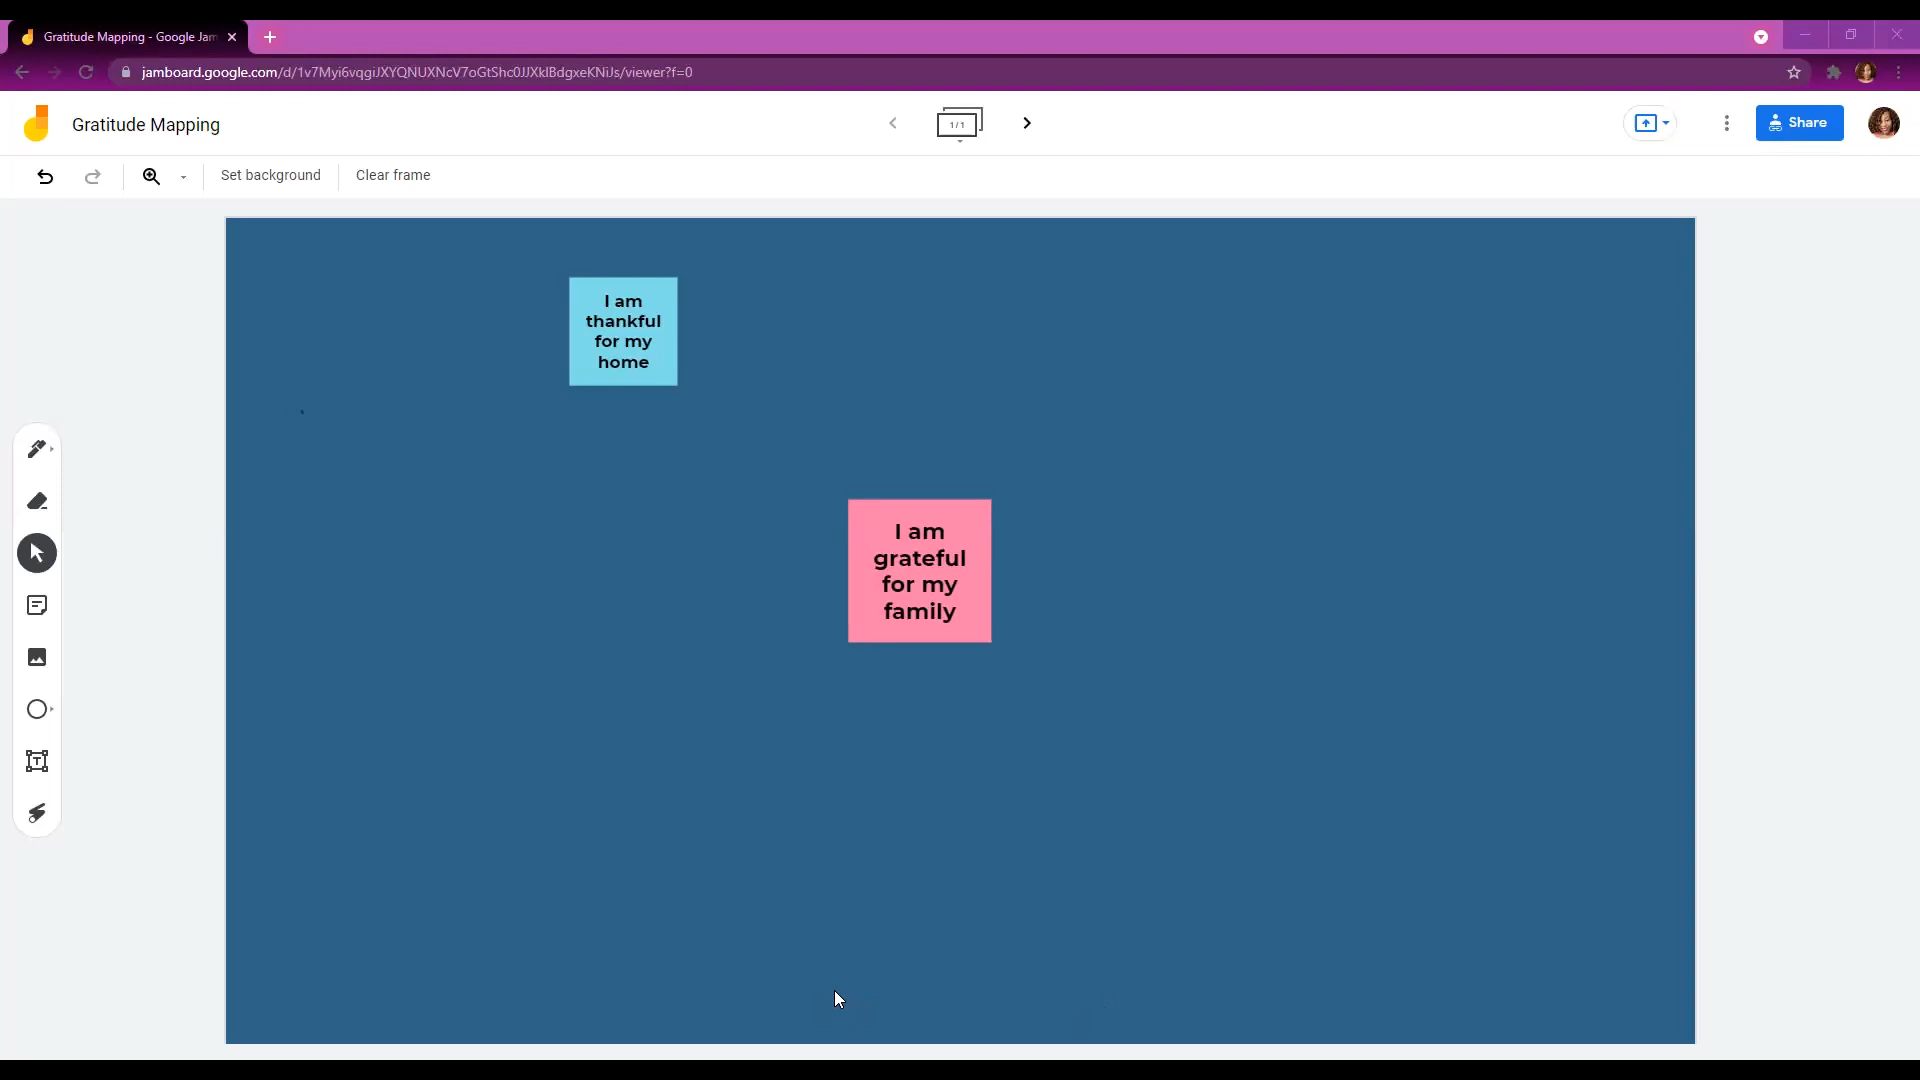 Gratitude Mapping - Google Jam
jamboard.google.com/d/1v7Myi6vqgiJXYQNUXNcV7oGtShc0JJXklBdgxeKNiJs/viewer?f=0
Gratitude Mapping
1 / 1
Share
Set background
Clear frame
I am
thankful
for my
home
I am
grateful
for my
family